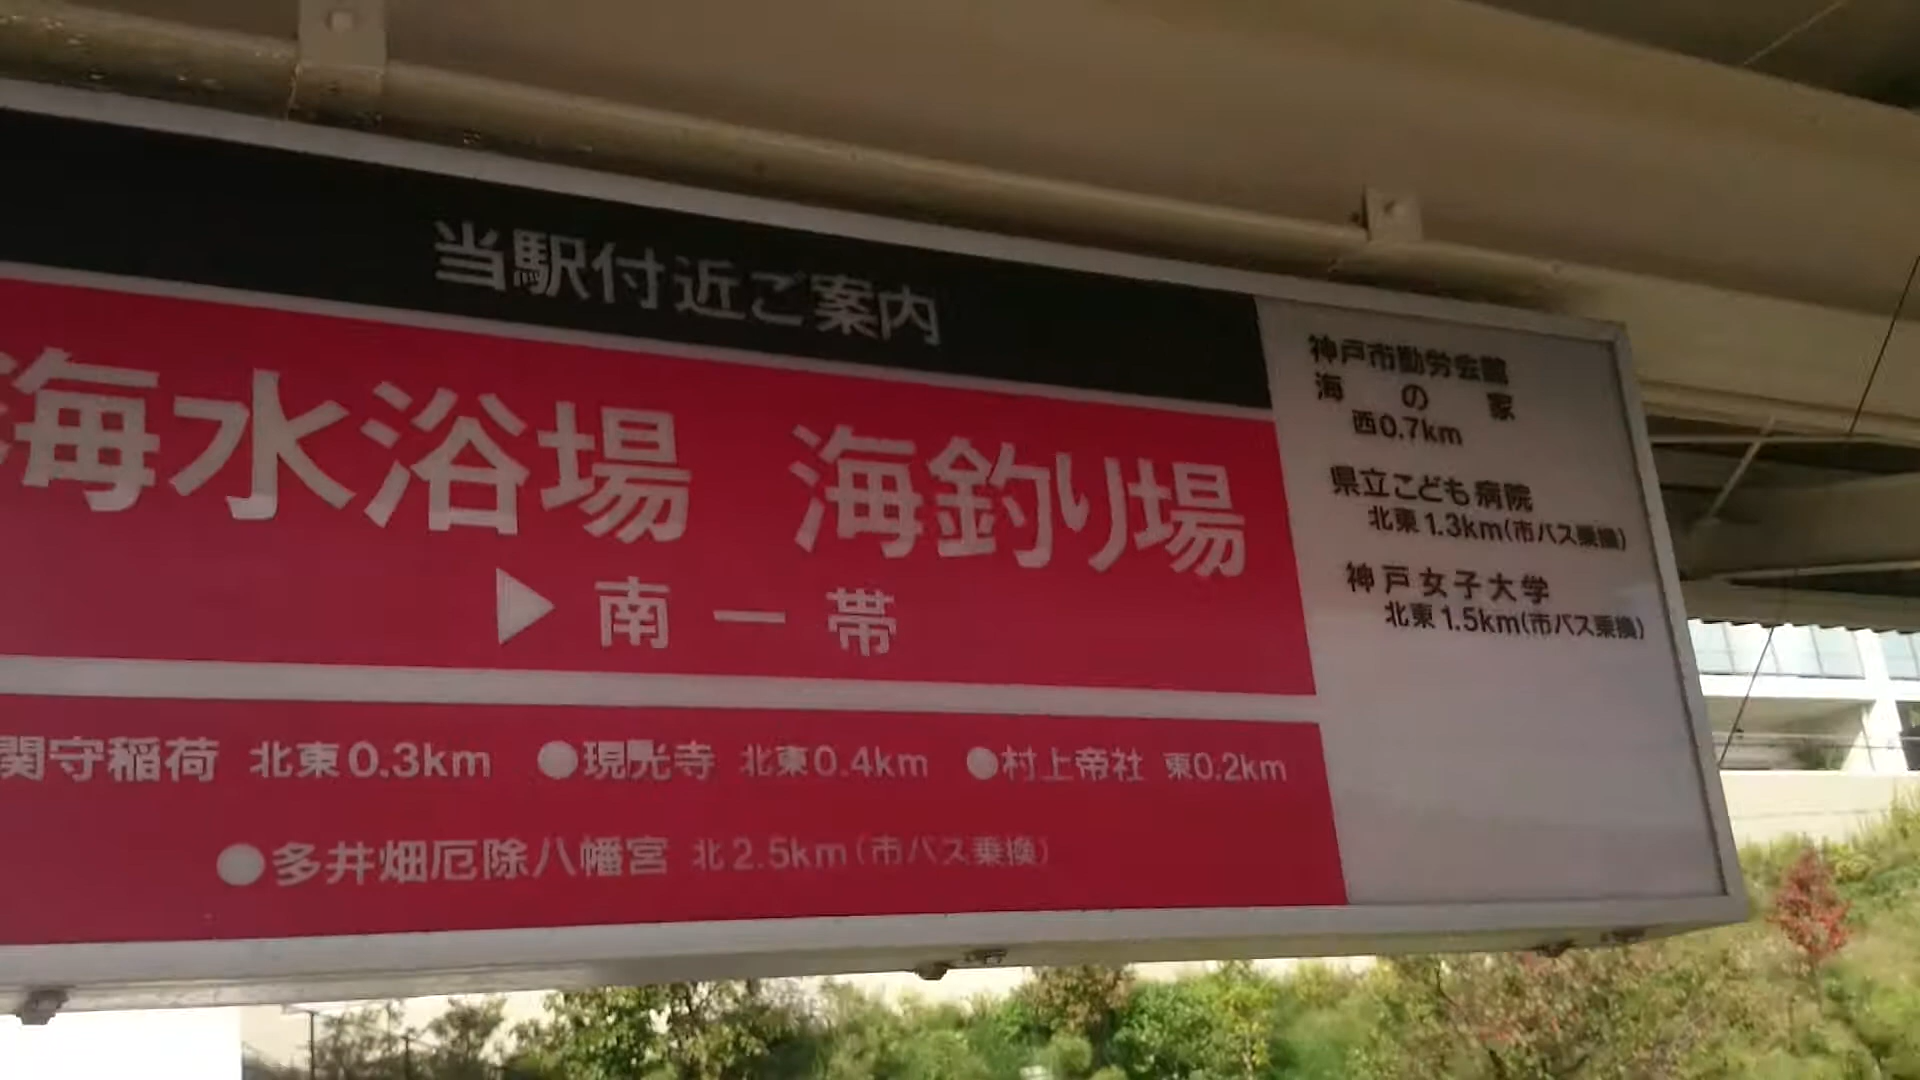 当駅付近ご案内
海水浴場 海釣り場
▶南一帯
関守稲荷 北東0.3km ●現光寺 北東0.4km ●村上帝社 東0.2km
●多井畑厄除八幡宮 北2.5km(市バス乗換)
神戸市勤労会館
海の家
西0.7km
県立こども病院
北東1.3km(市バス乗換)
神戸女子大学
北東1.5km(市バス乗換)